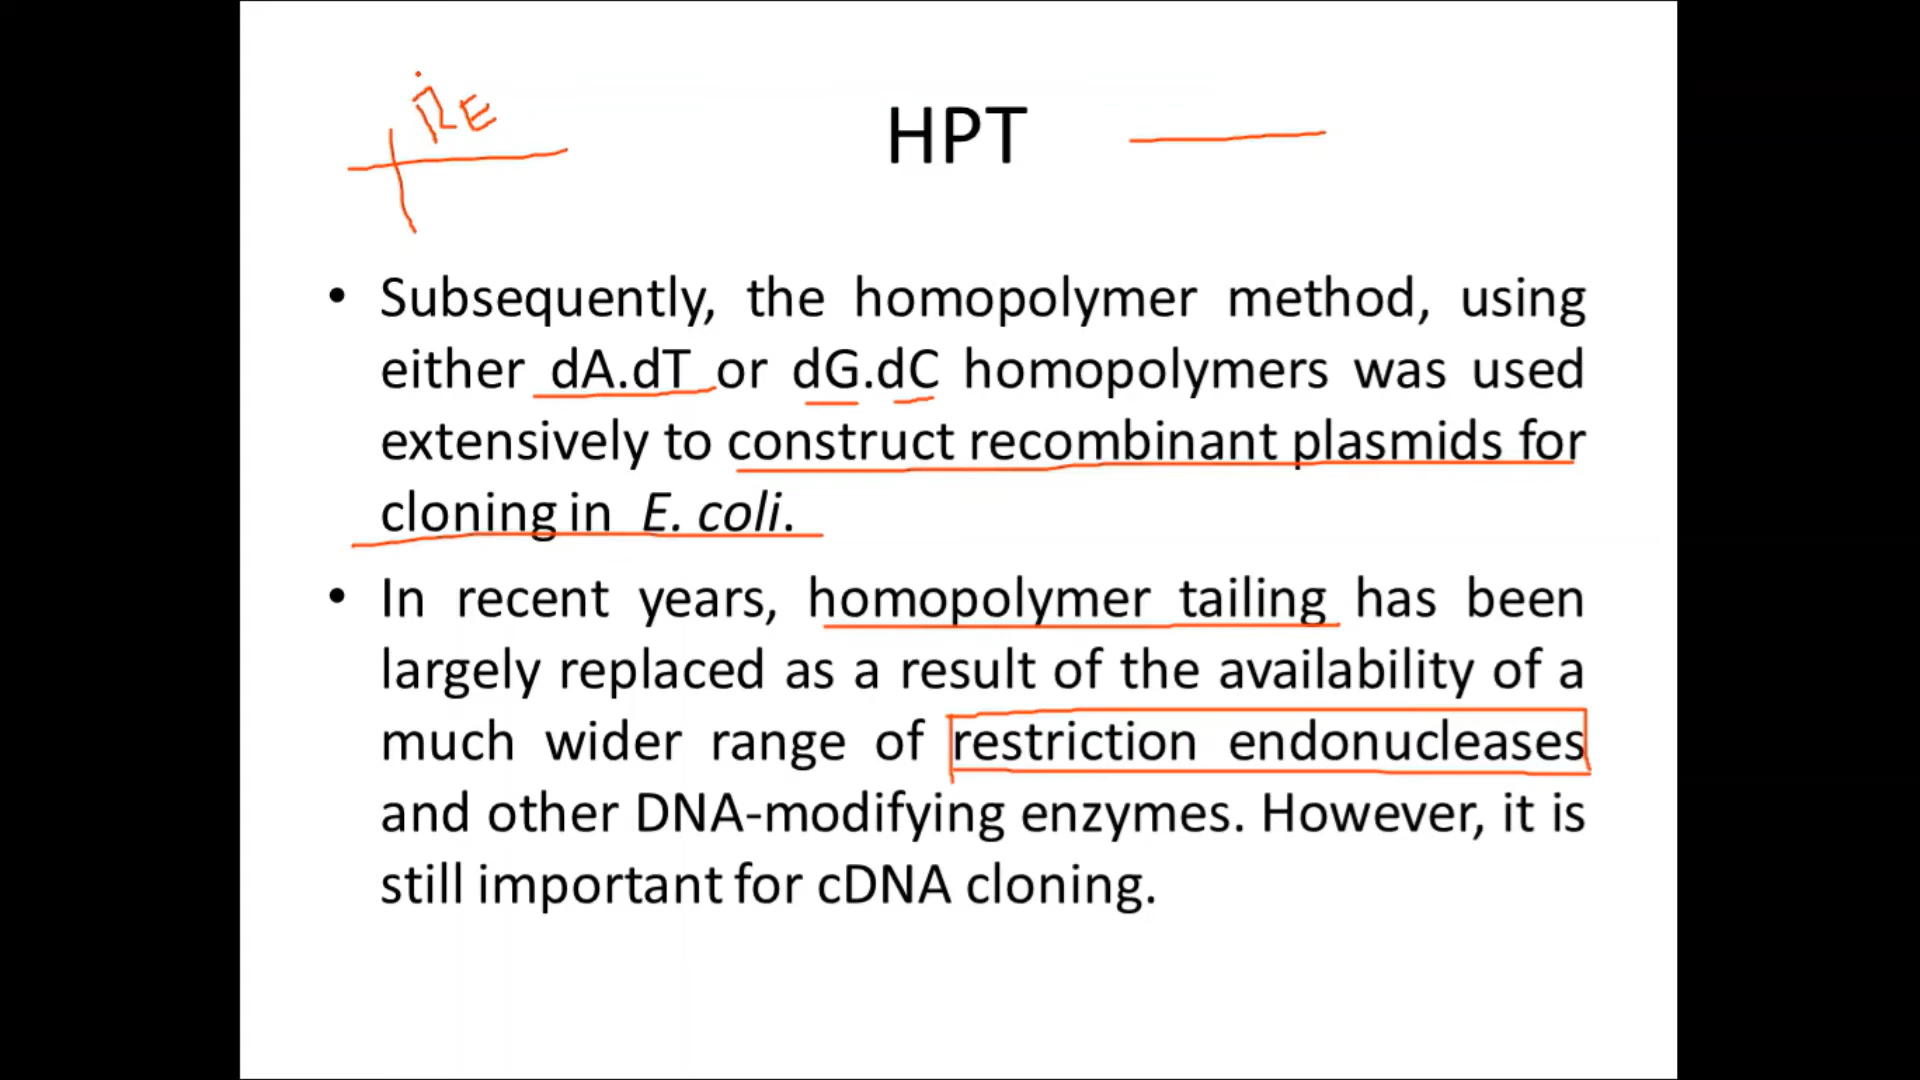 RE
HPT
• Subsequently, the homopolymer method, using
either dA.dT or dG.dC homopolymers was used
extensively to construct recombinant plasmids for
cloning in E. coli.
• In recent years, homopolymer tailing has been
largely replaced as a result of the availability of a
much wider range of restriction endonucleases
and other DNA-modifying enzymes. However, it is
still important for cDNA cloning.